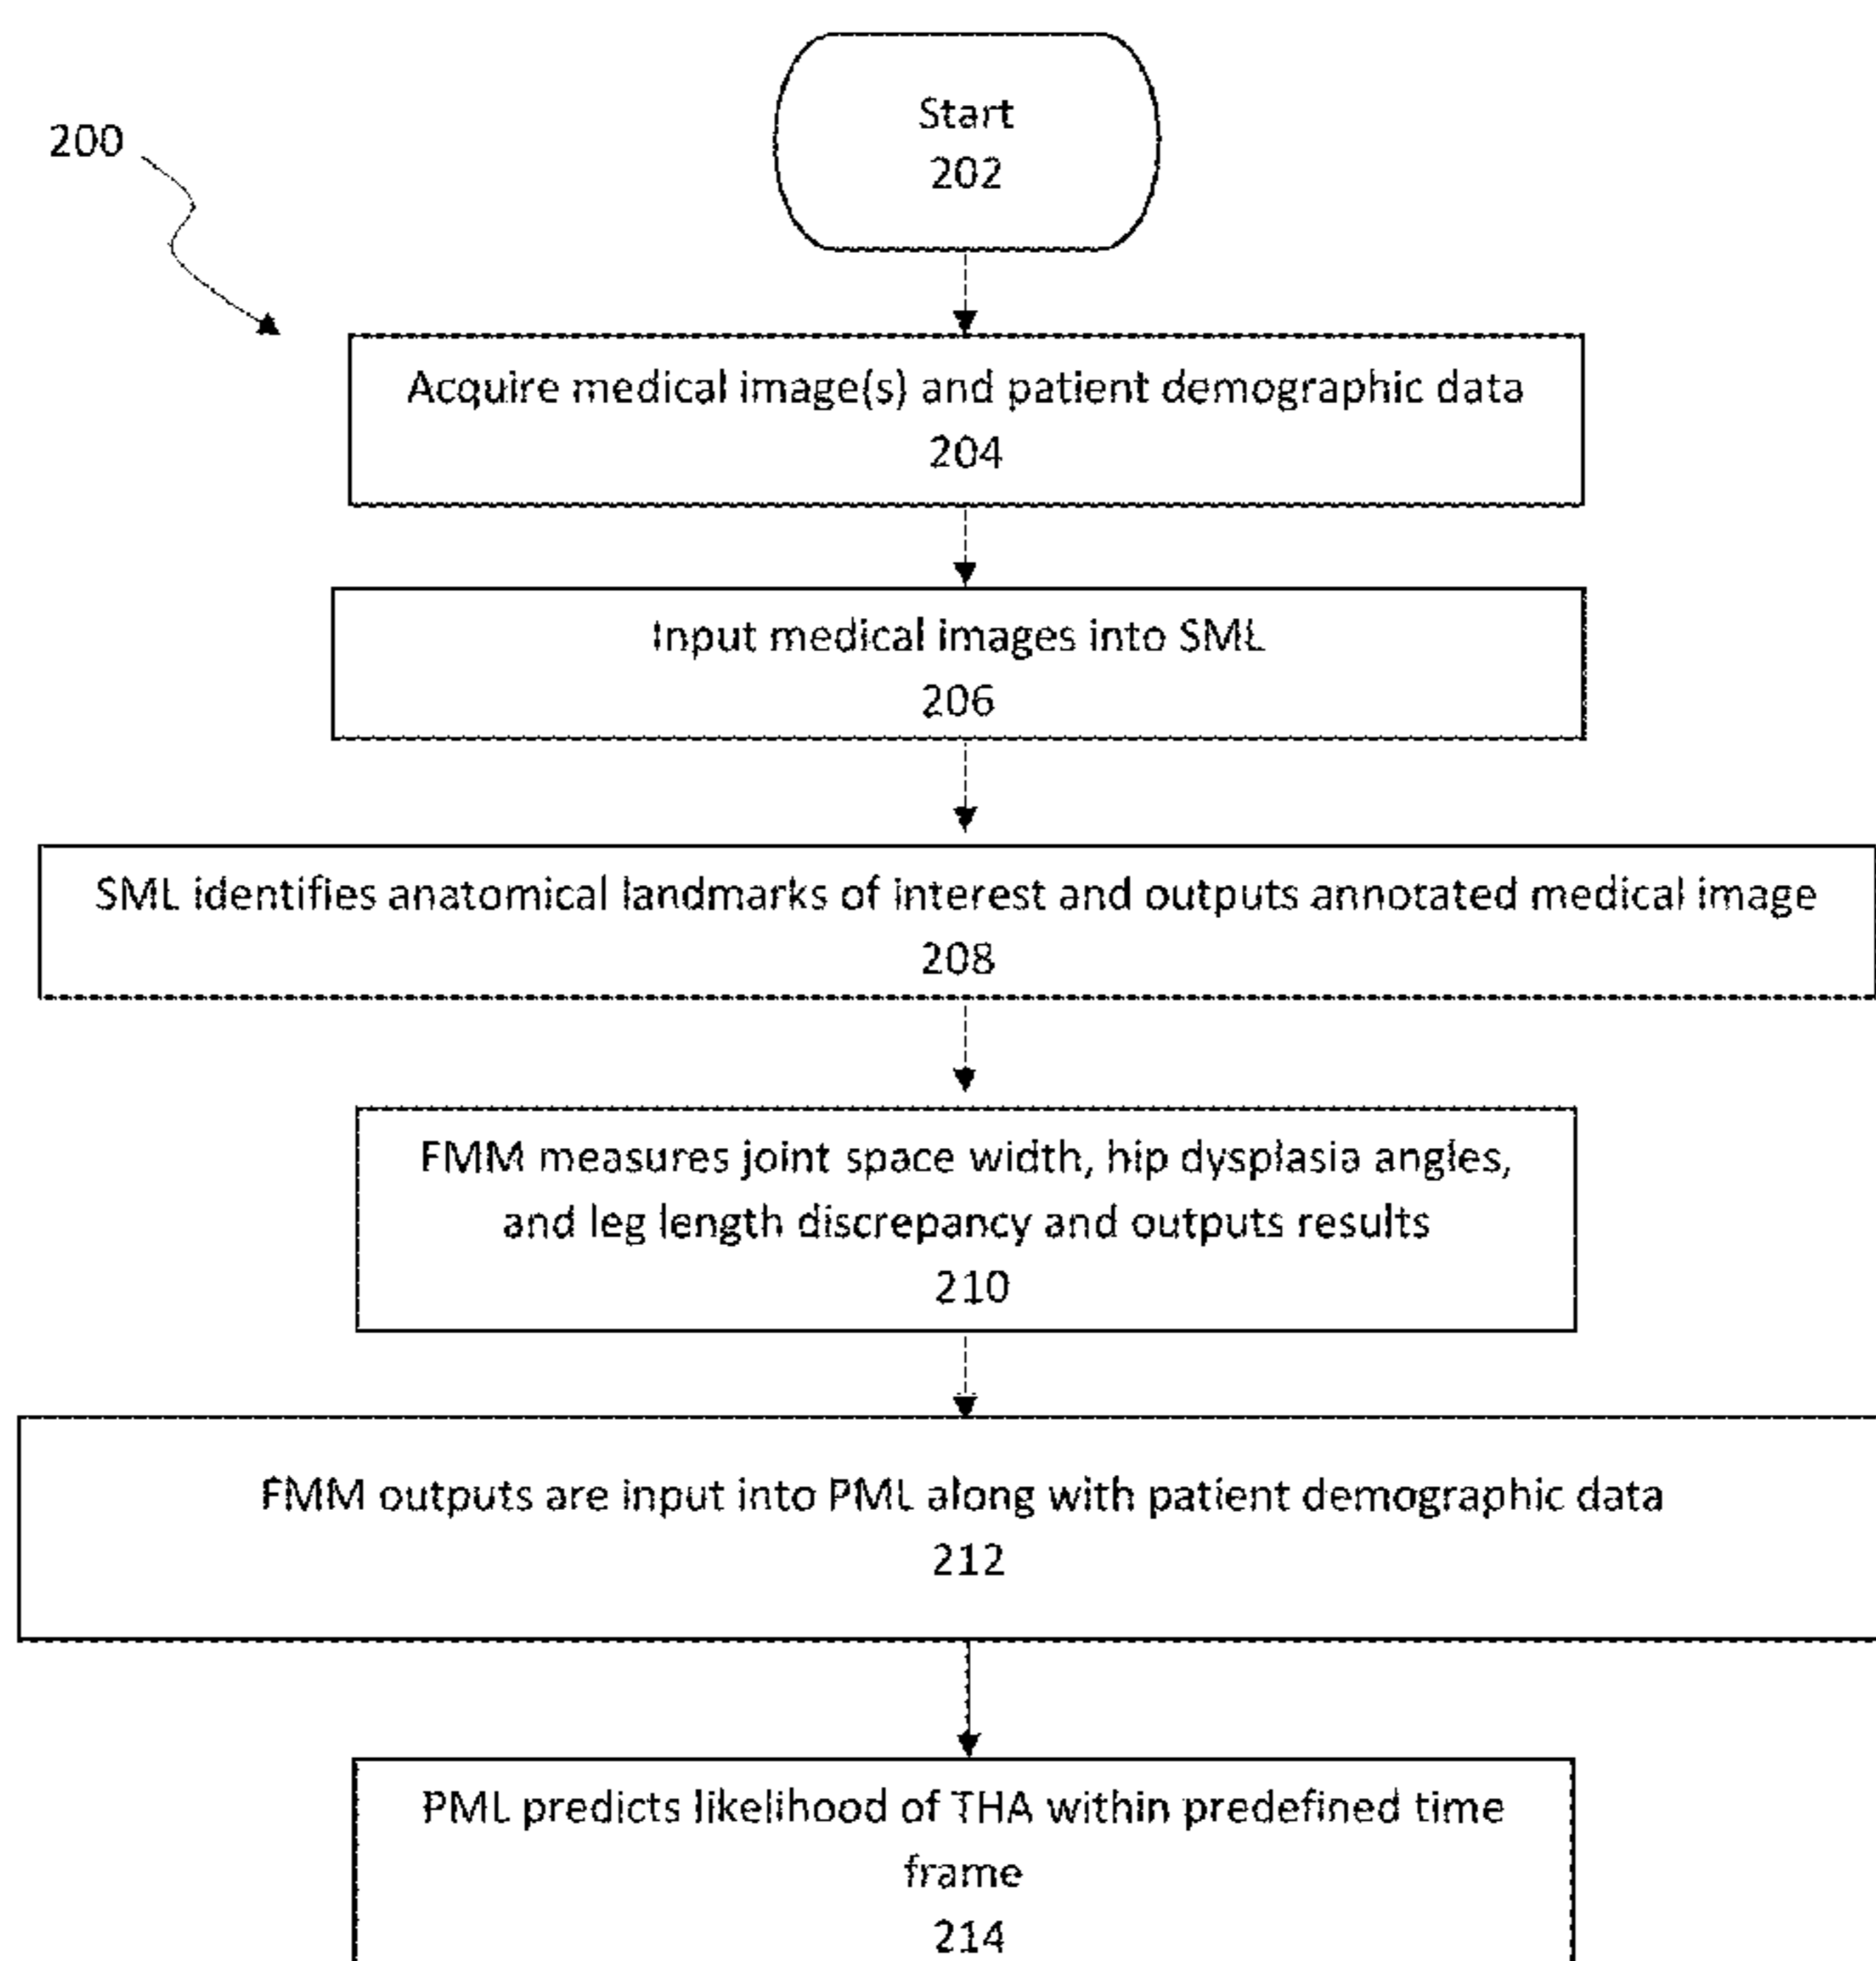 Start
202
200
Acquire medical image(s) and patient demographic data
204
Input medical images into SML
206
SML identifies anatomical landmarks of interest and outputs annotated medical image
208
FMM measures joint space width, hip dysplasia angles,
and leg length discrepancy and outputs results
210
FMM outputs are input into PML along with patient demographic data
212
PML predicts likelihood of THA within predefined time
frame
214